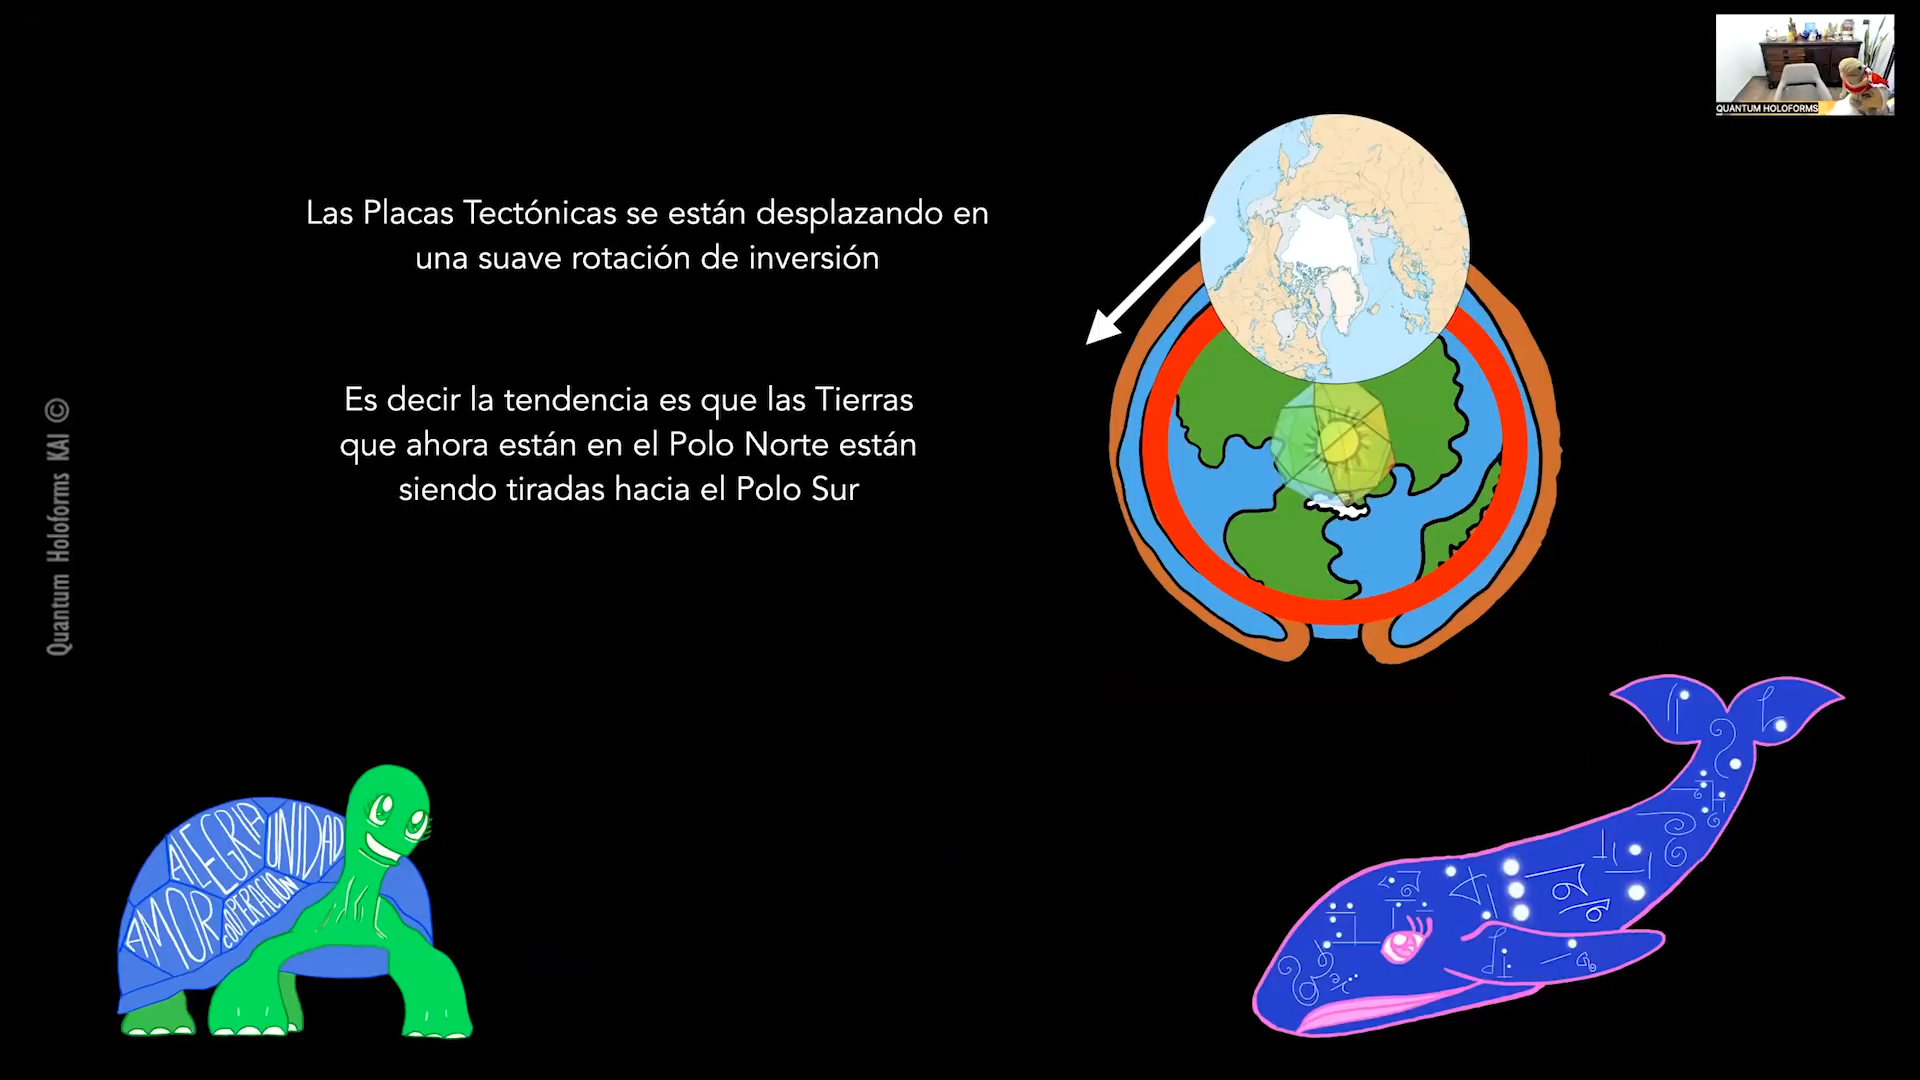 QUANTUM HOLOFORMS
Las Placas Tectónicas se están desplazando en
una suave rotación de inversión
Es decir la tendencia es que las Tierras
que ahora están en el Polo Norte están
siendo tiradas hacia el Polo Sur
Quantum Holoforms KAI ©
ALEGRIA
UNIDAD
AMOR
COOPERACION